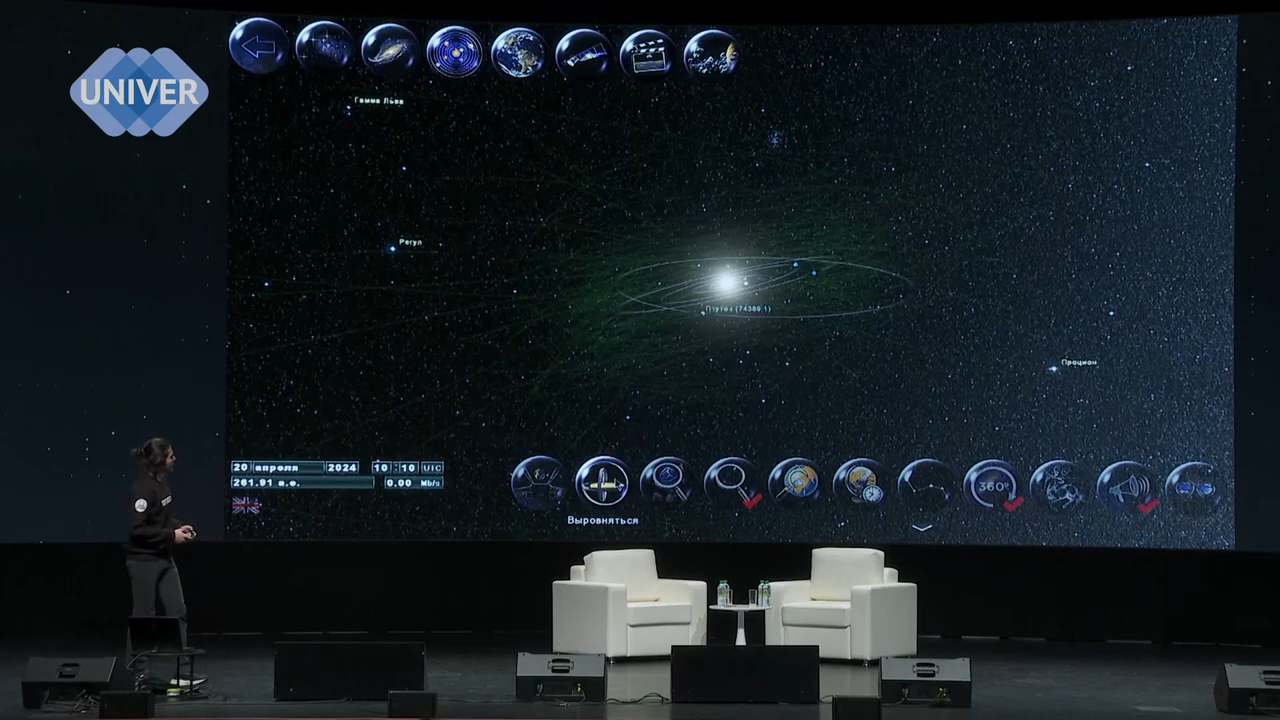 UNIVER
Гамма Льва
Регул
Плутон (74389.1)
Процион
20 апреля 2024 10 : 10 UTC
261.91 а.е. 0.00 Mb/s
360°
Выровняться